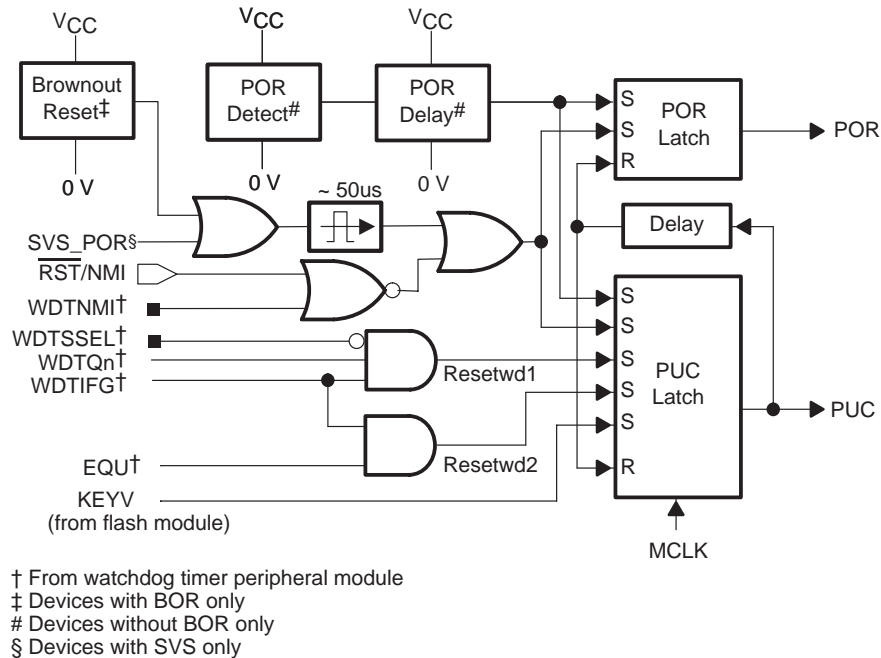 VCC VCC VCC
Brownout
Reset‡
POR
Detect#
POR
Delay#
S
S
R
POR
Latch
POR
0 V 0 V 0 V
~ 50us
Delay
SVS_POR§
RST/NMI
WDTNMI†
WDTSSEL†
WDTQn†
WDTIFG†
Resetwd1
EQU†
Resetwd2
KEYV
(from flash module)
S
S
S
S
S
R
PUC
Latch
PUC
MCLK
† From watchdog timer peripheral module
‡ Devices with BOR only
# Devices without BOR only
§ Devices with SVS only